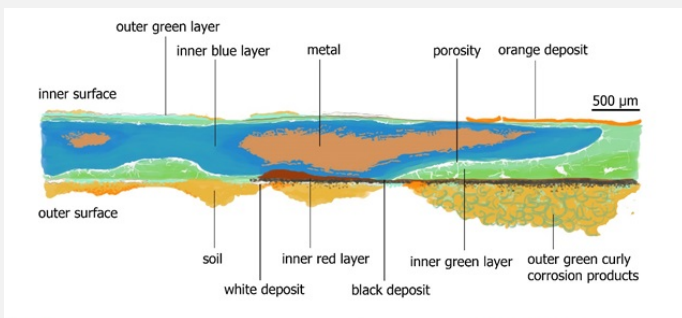 outer green layer
inner blue layer
metal
porosity
orange deposit
inner surface
500 µm
outer surface
soil
inner red layer
inner green layer
outer green curly
corrosion products
white deposit
black deposit